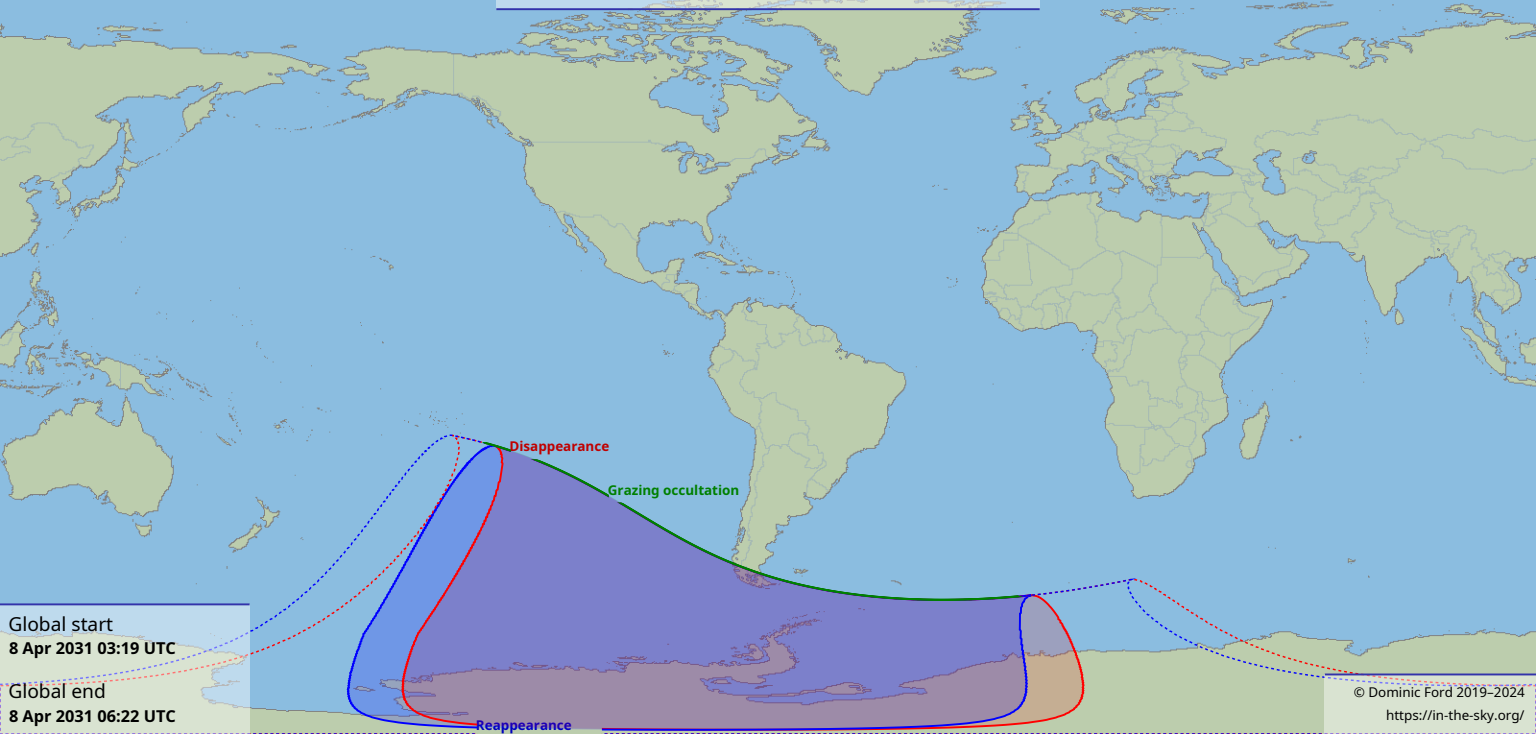 Disappearance
Grazing occultation
Global start
8 Apr 2031 03:19 UTC
Global end
8 Apr 2031 06:22 UTC
Reappearance
© Dominic Ford 2019–2024
https://in-the-sky.org/